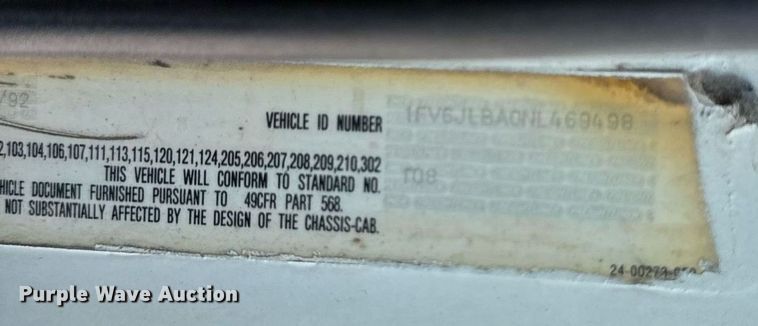 /92
VEHICLE ID NUMBER 1FV6JLBA0NL469498
2,103,104,106,107,111,113,115,120,121,124,205,206,207,208,209,210,302
THIS VEHICLE WILL CONFORM TO STANDARD NO. 108
HICLE DOCUMENT FURNISHED PURSUANT TO 49CFR PART 568.
NOT SUBSTANTIALLY AFFECTED BY THE DESIGN OF THE CHASSIS-CAB.
Purple Wave Auction